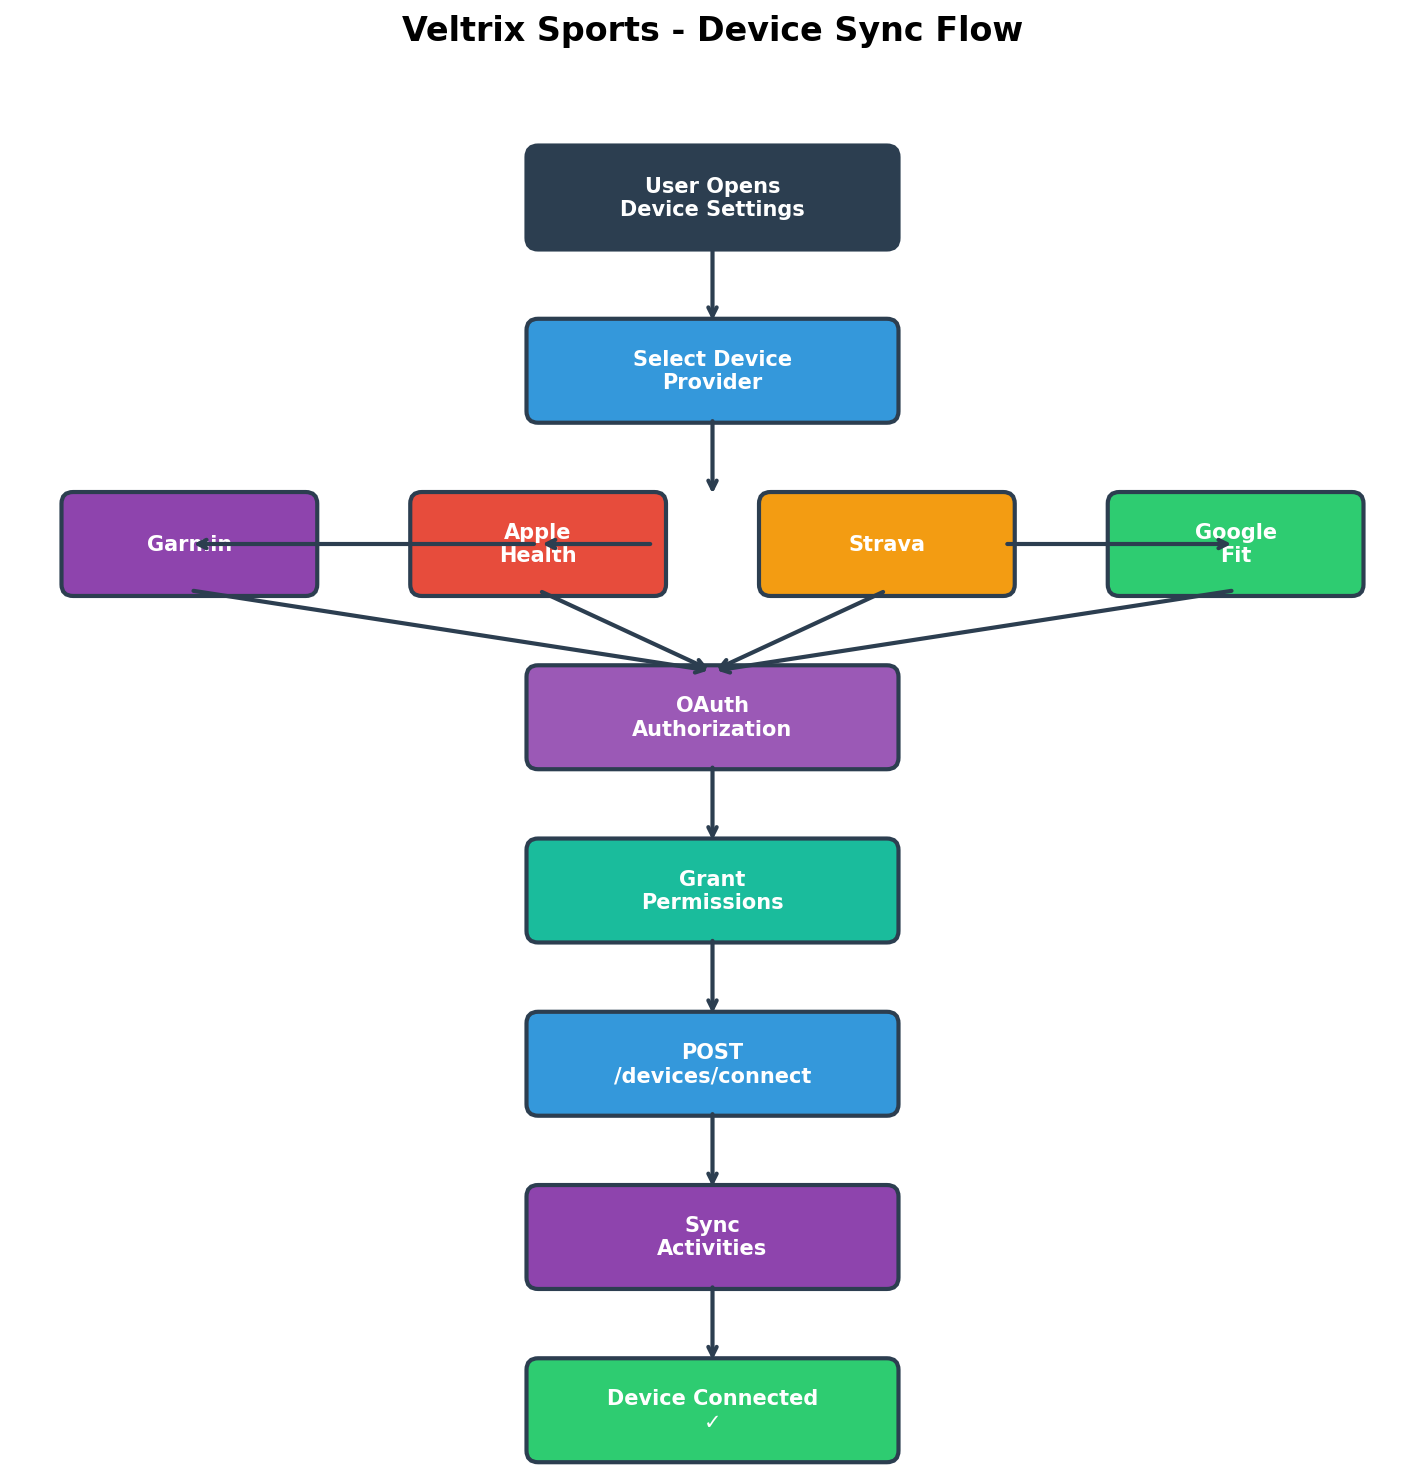 Veltrix Sports - Device Sync Flow
User Opens
Device Settings
Select Device
Provider
Garmin
Apple
Health
Strava
Google
Fit
OAuth
Authorization
Grant
Permissions
POST
/devices/connect
Sync
Activities
Device Connected
✓